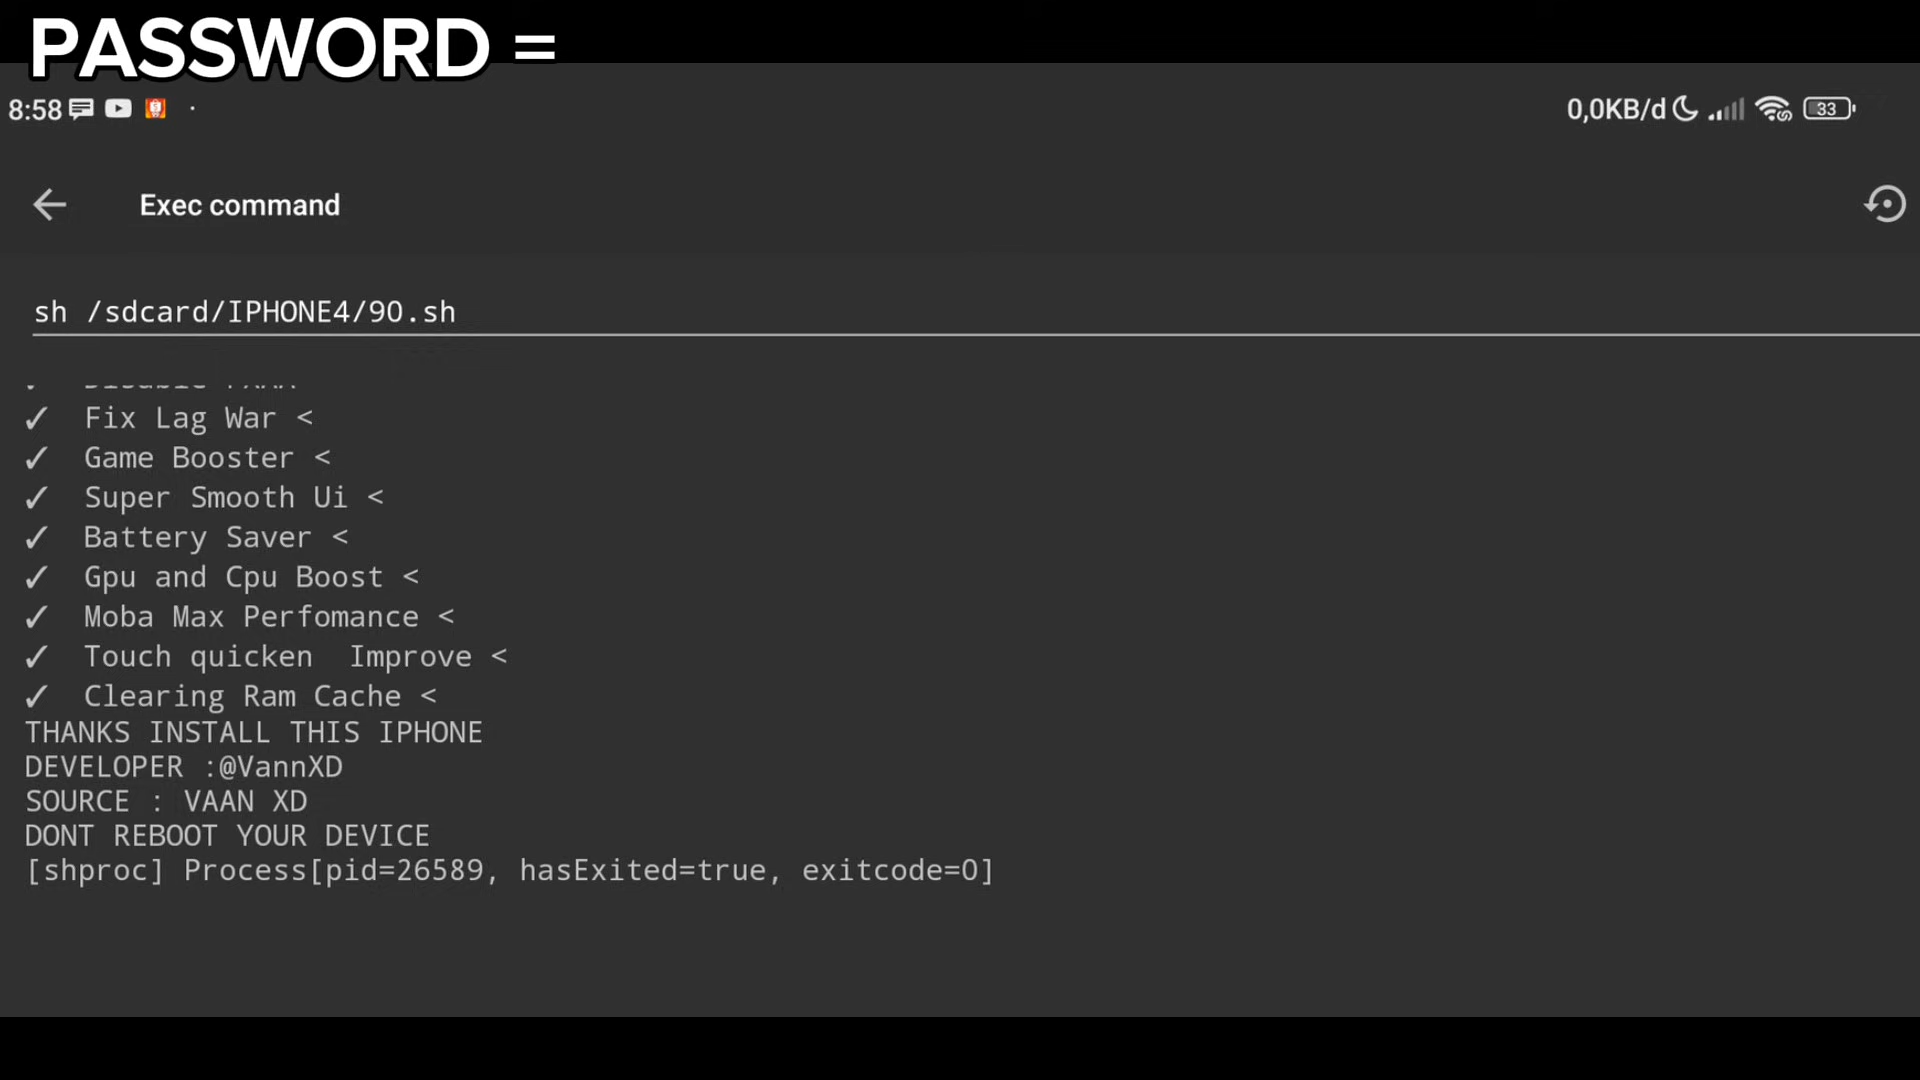 PASSWORD =
8:58
0,0KB/d
33
Exec command
sh /sdcard/IPHONE4/90.sh
✓ Fix Lag War <
✓ Game Booster <
✓ Super Smooth Ui <
✓ Battery Saver <
✓ Gpu and Cpu Boost <
✓ Moba Max Perfomance <
✓ Touch quicken  Improve <
✓ Clearing Ram Cache <
THANKS INSTALL THIS IPHONE
DEVELOPER :@VannXD
SOURCE : VAAN XD
DONT REBOOT YOUR DEVICE
[shproc] Process[pid=26589, hasExited=true, exitcode=0]